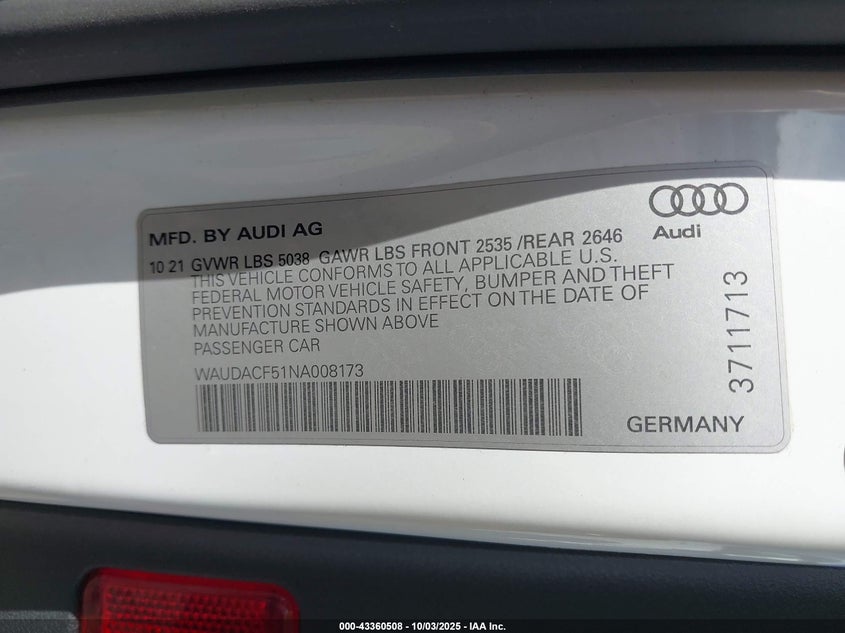 MFD. BY AUDI AG
Audi
10 21 GVWR LBS 5038 GAWR LBS FRONT 2535 /REAR 2646
THIS VEHICLE CONFORMS TO ALL APPLICABLE U.S.
FEDERAL MOTOR VEHICLE SAFETY, BUMPER AND THEFT
PREVENTION STANDARDS IN EFFECT ON THE DATE OF
MANUFACTURE SHOWN ABOVE
PASSENGER CAR
WAUDACF51NA008173
3711713
GERMANY
000-43360508 - 10/03/2025 - IAA Inc.